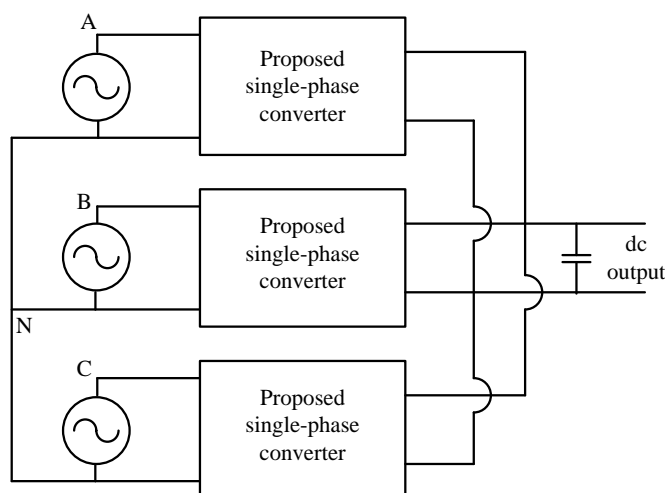 A
Proposed
single-phase
converter
B
Proposed
single-phase
converter
dc
output
N
C
Proposed
single-phase
converter